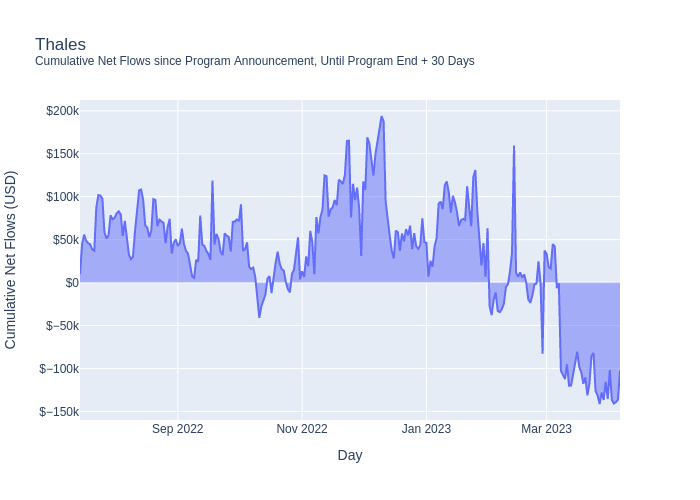 Thales
Cumulative Net Flows since Program Announcement, Until Program End + 30 Days
Cumulative Net Flows (USD)
$200k
$150k
$100k
$50k
$0
$−50k
$−100k
$−150k
Sep 2022
Nov 2022
Jan 2023
Mar 2023
Day